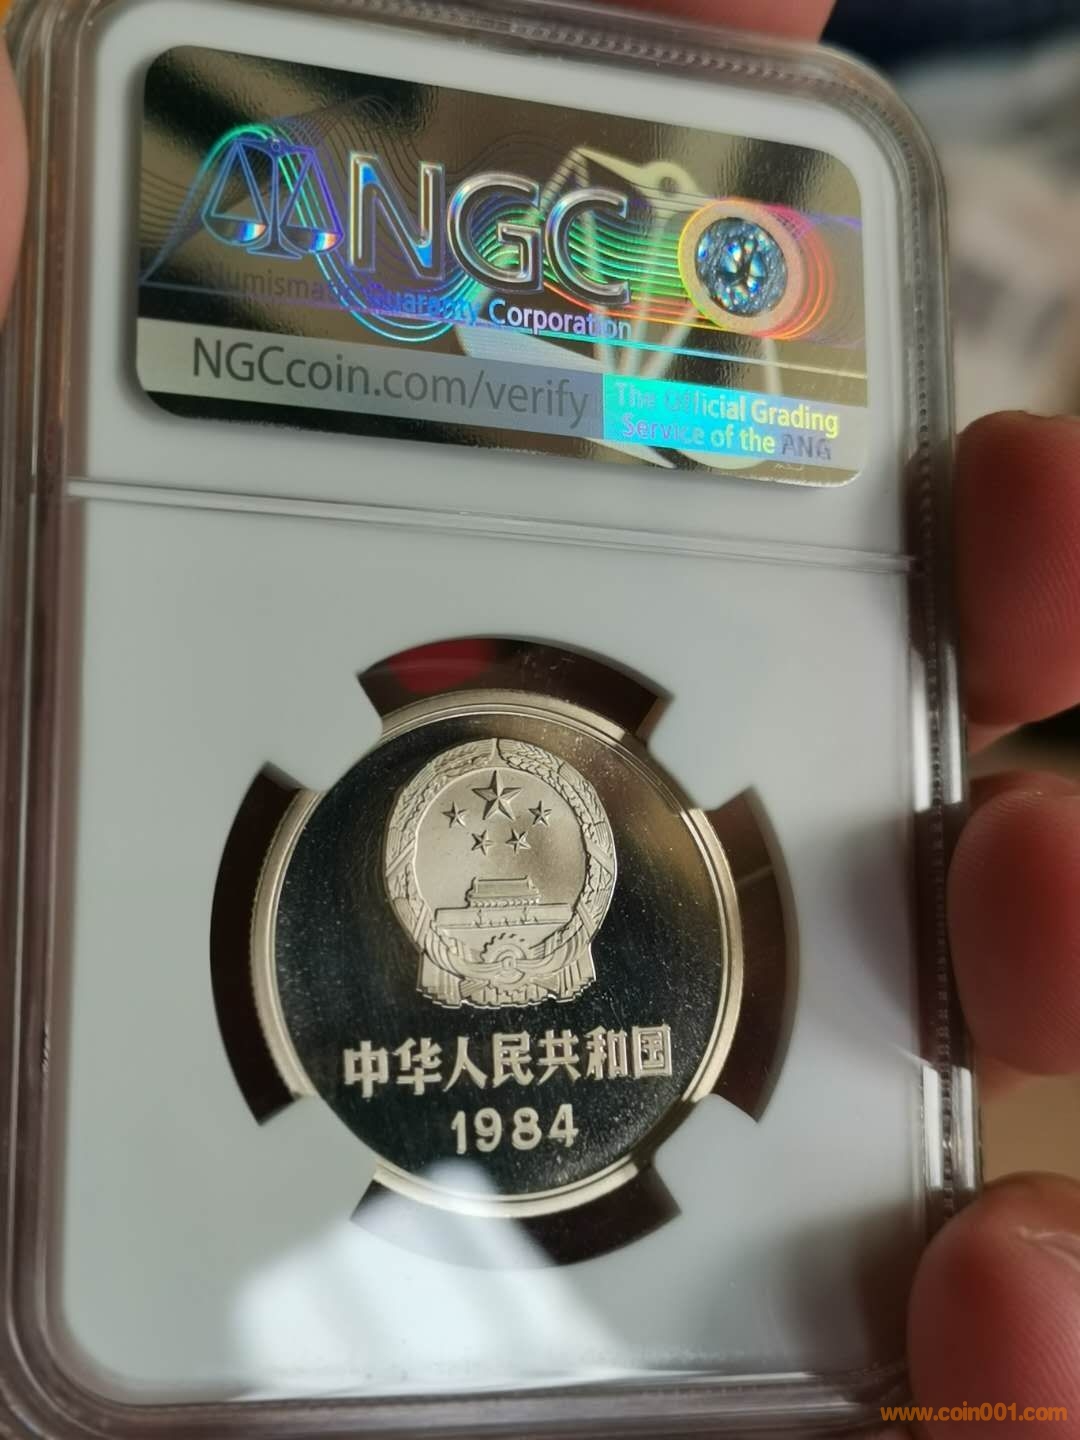 NGC
Numismatic Guaranty Corporation
NGCcoin.com/verify
The Official Grading
Service of the ANG
中华人民共和国
1984
www.coin001.com